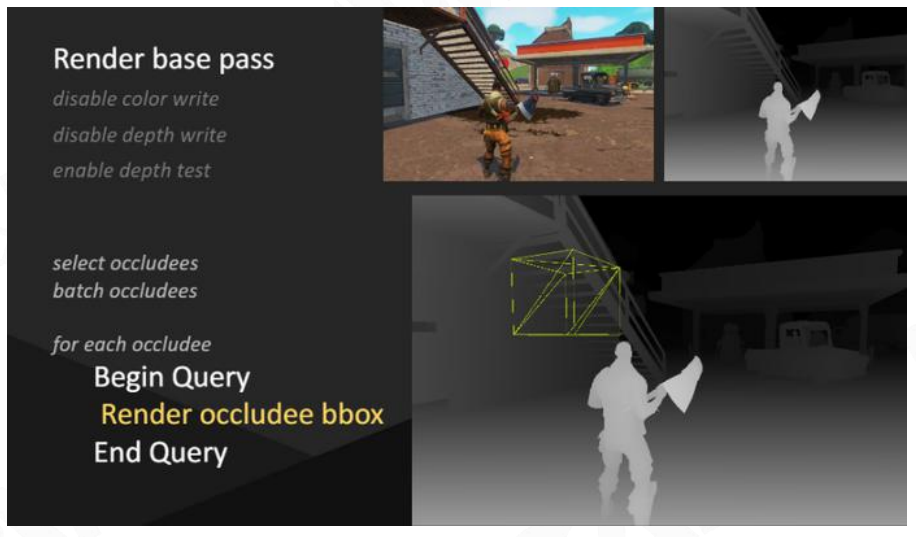 Render base pass
disable color write
disable depth write
enable depth test
select occludees
batch occludees
for each occludee
Begin Query
Render occludee bbox
End Query